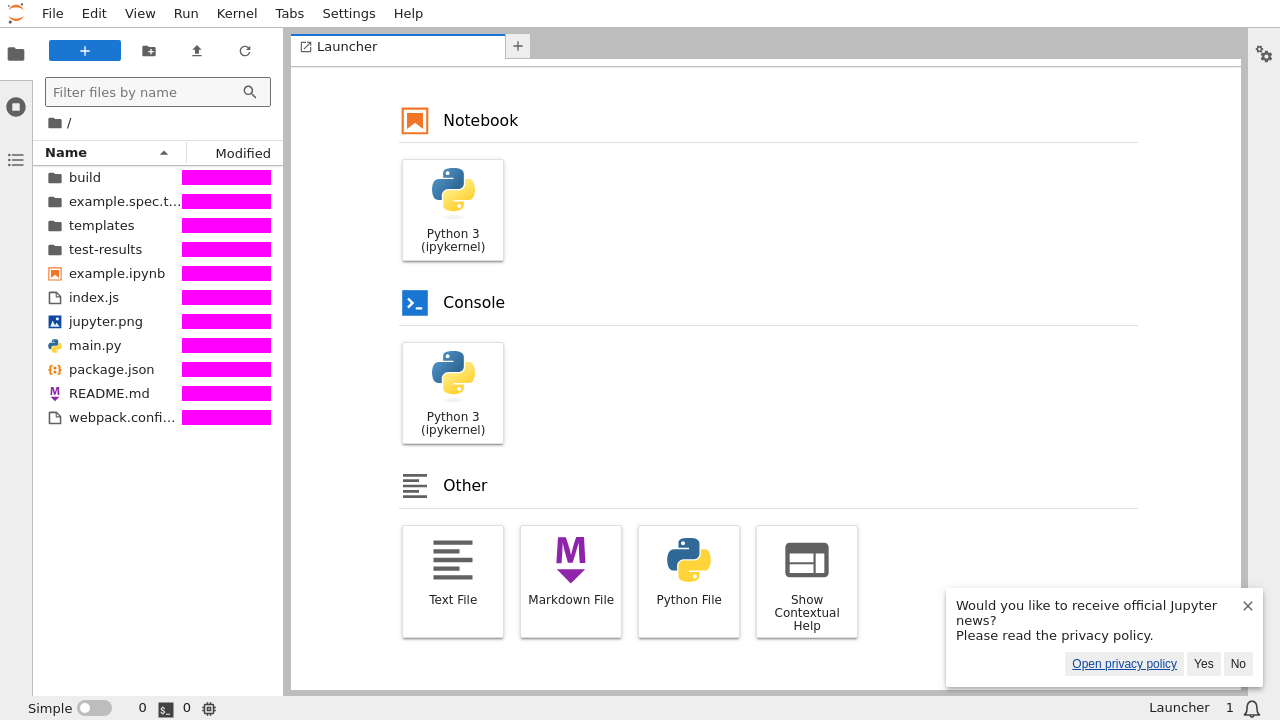 File Edit View Run Kernel Tabs Settings Help
Launcher
Filter files by name
/
Name Modified
build
example.spec.t...
templates
test-results
example.ipynb
index.js
jupyter.png
main.py
package.json
README.md
webpack.confi...
Notebook
Python 3
(ipykernel)
Console
Python 3
(ipykernel)
Other
Text File
Markdown File
Python File
Show
Contextual
Help
Would you like to receive official Jupyter
news?
Please read the privacy policy.
Open privacy policy Yes No
Simple 0 0 Launcher 1